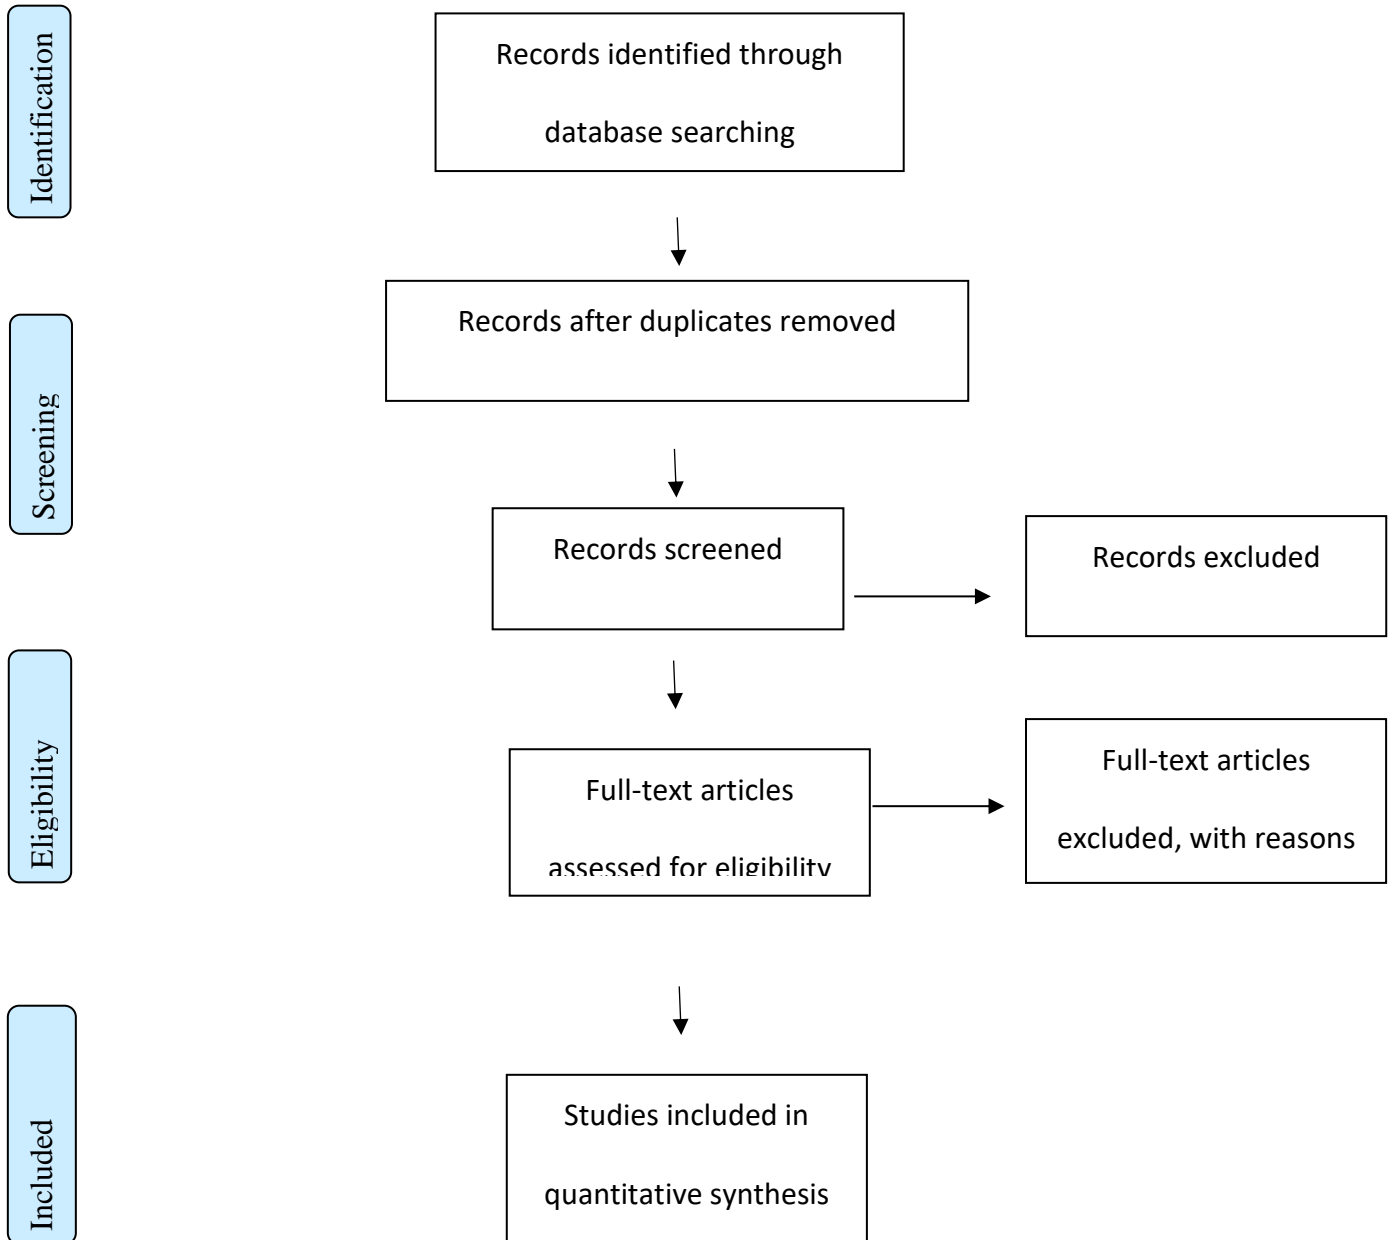 Identification
Records identified through
database searching
Records after duplicates removed
Screening
Records screened
Records excluded
Eligibility
Full-text articles
assessed for eligibility
Full-text articles
excluded, with reasons
Included
Studies included in
quantitative synthesis